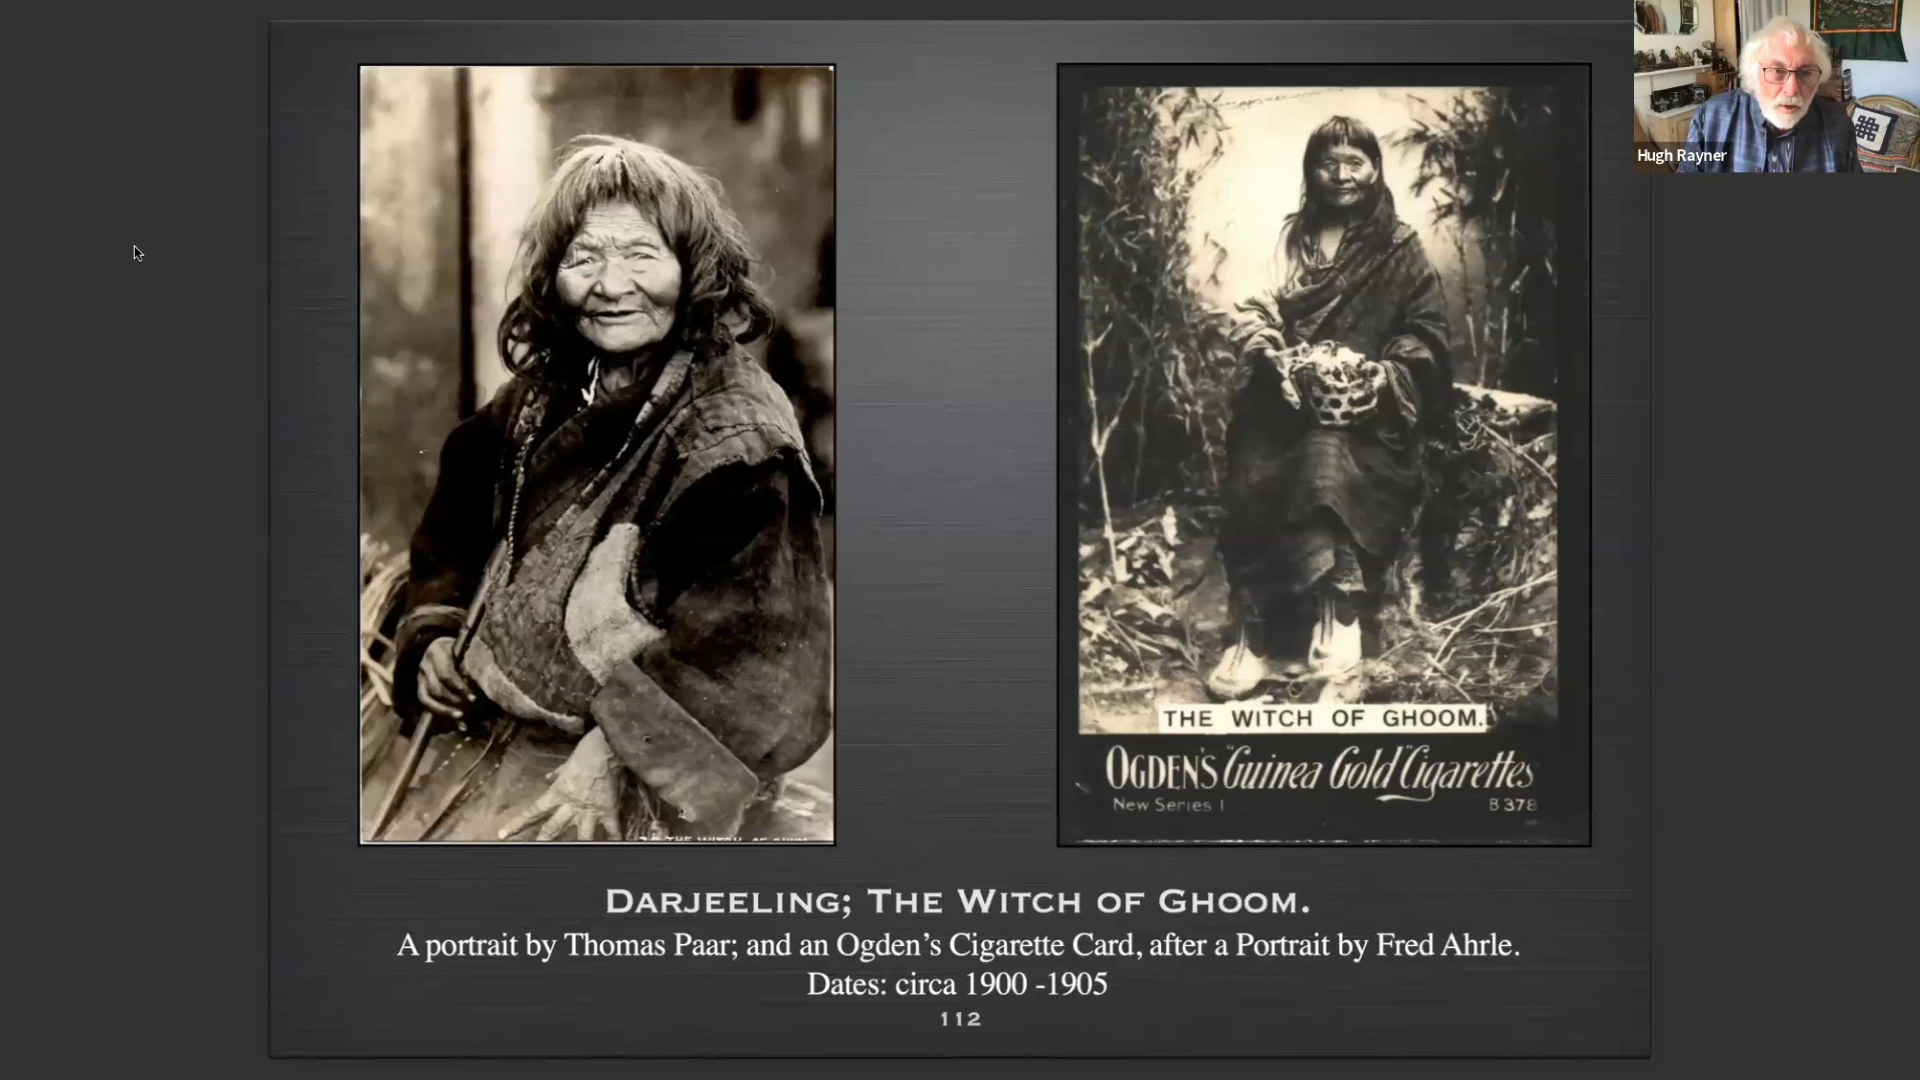 Hugh Rayner
THE WITCH OF GHOOM.
OGDEN'S "Guinea Gold" Cigarettes
New Series 1
B 378
DARJEELING; THE WITCH OF GHOOM.
A portrait by Thomas Paar; and an Ogden’s Cigarette Card, after a Portrait by Fred Ahrle.
Dates: circa 1900 -1905
112